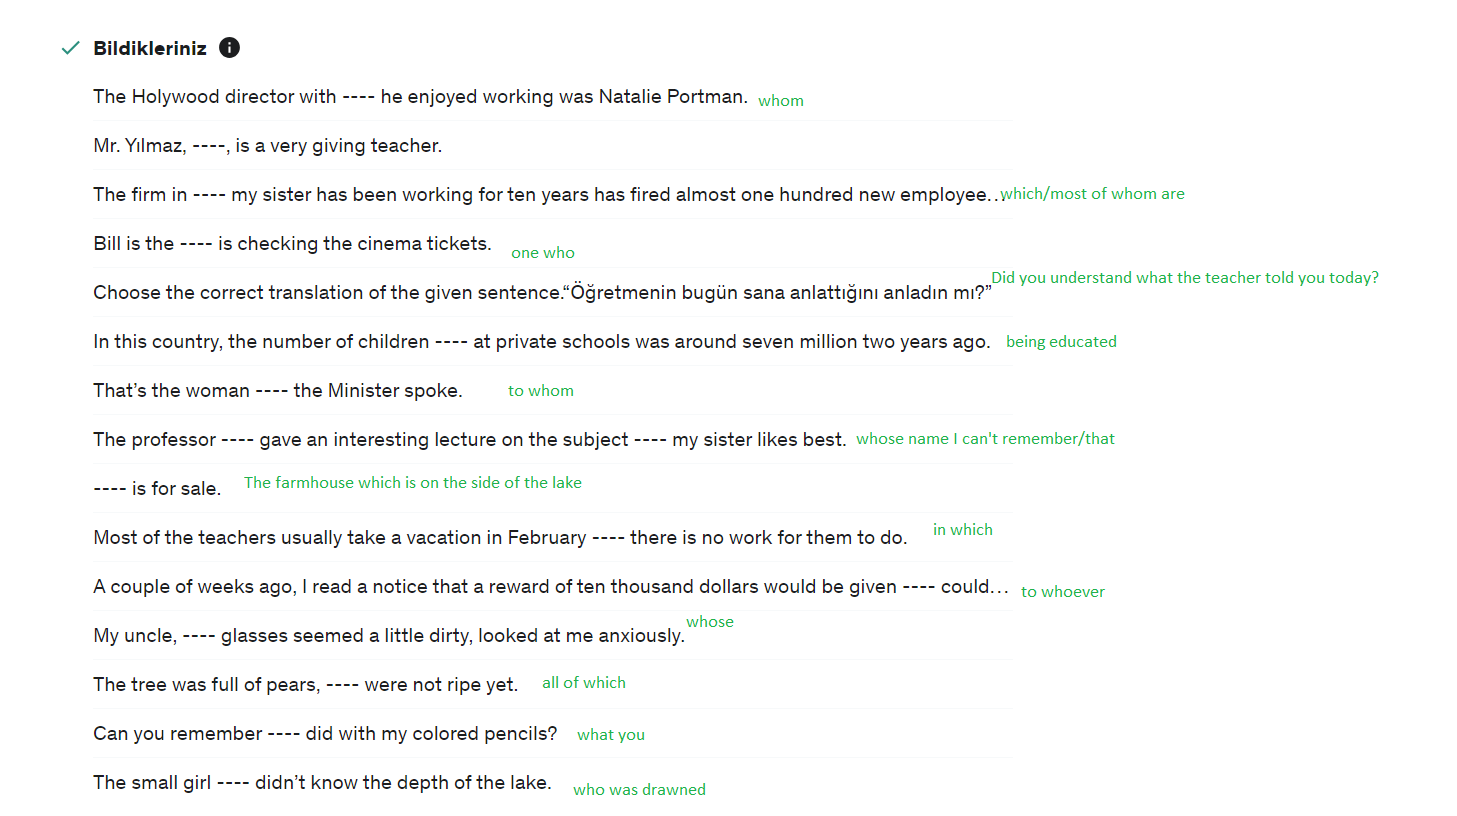 Bildikleriniz
The Holywood director with ---- he enjoyed working was Natalie Portman. whom
Mr. Yılmaz, ----, is a very giving teacher.
The firm in ---- my sister has been working for ten years has fired almost one hundred new employee... which/most of whom are
Bill is the ---- is checking the cinema tickets. one who
Choose the correct translation of the given sentence.“Öğretmenin bugün sana anlattığını anladın mı?” Did you understand what the teacher told you today?
In this country, the number of children ---- at private schools was around seven million two years ago. being educated
That’s the woman ---- the Minister spoke. to whom
The professor ---- gave an interesting lecture on the subject ---- my sister likes best. whose name I can't remember/that
---- is for sale. The farmhouse which is on the side of the lake
Most of the teachers usually take a vacation in February ---- there is no work for them to do. in which
A couple of weeks ago, I read a notice that a reward of ten thousand dollars would be given ---- could... to whoever
My uncle, ---- glasses seemed a little dirty, looked at me anxiously. whose
The tree was full of pears, ---- were not ripe yet. all of which
Can you remember ---- did with my colored pencils? what you
The small girl ---- didn’t know the depth of the lake. who was drawned